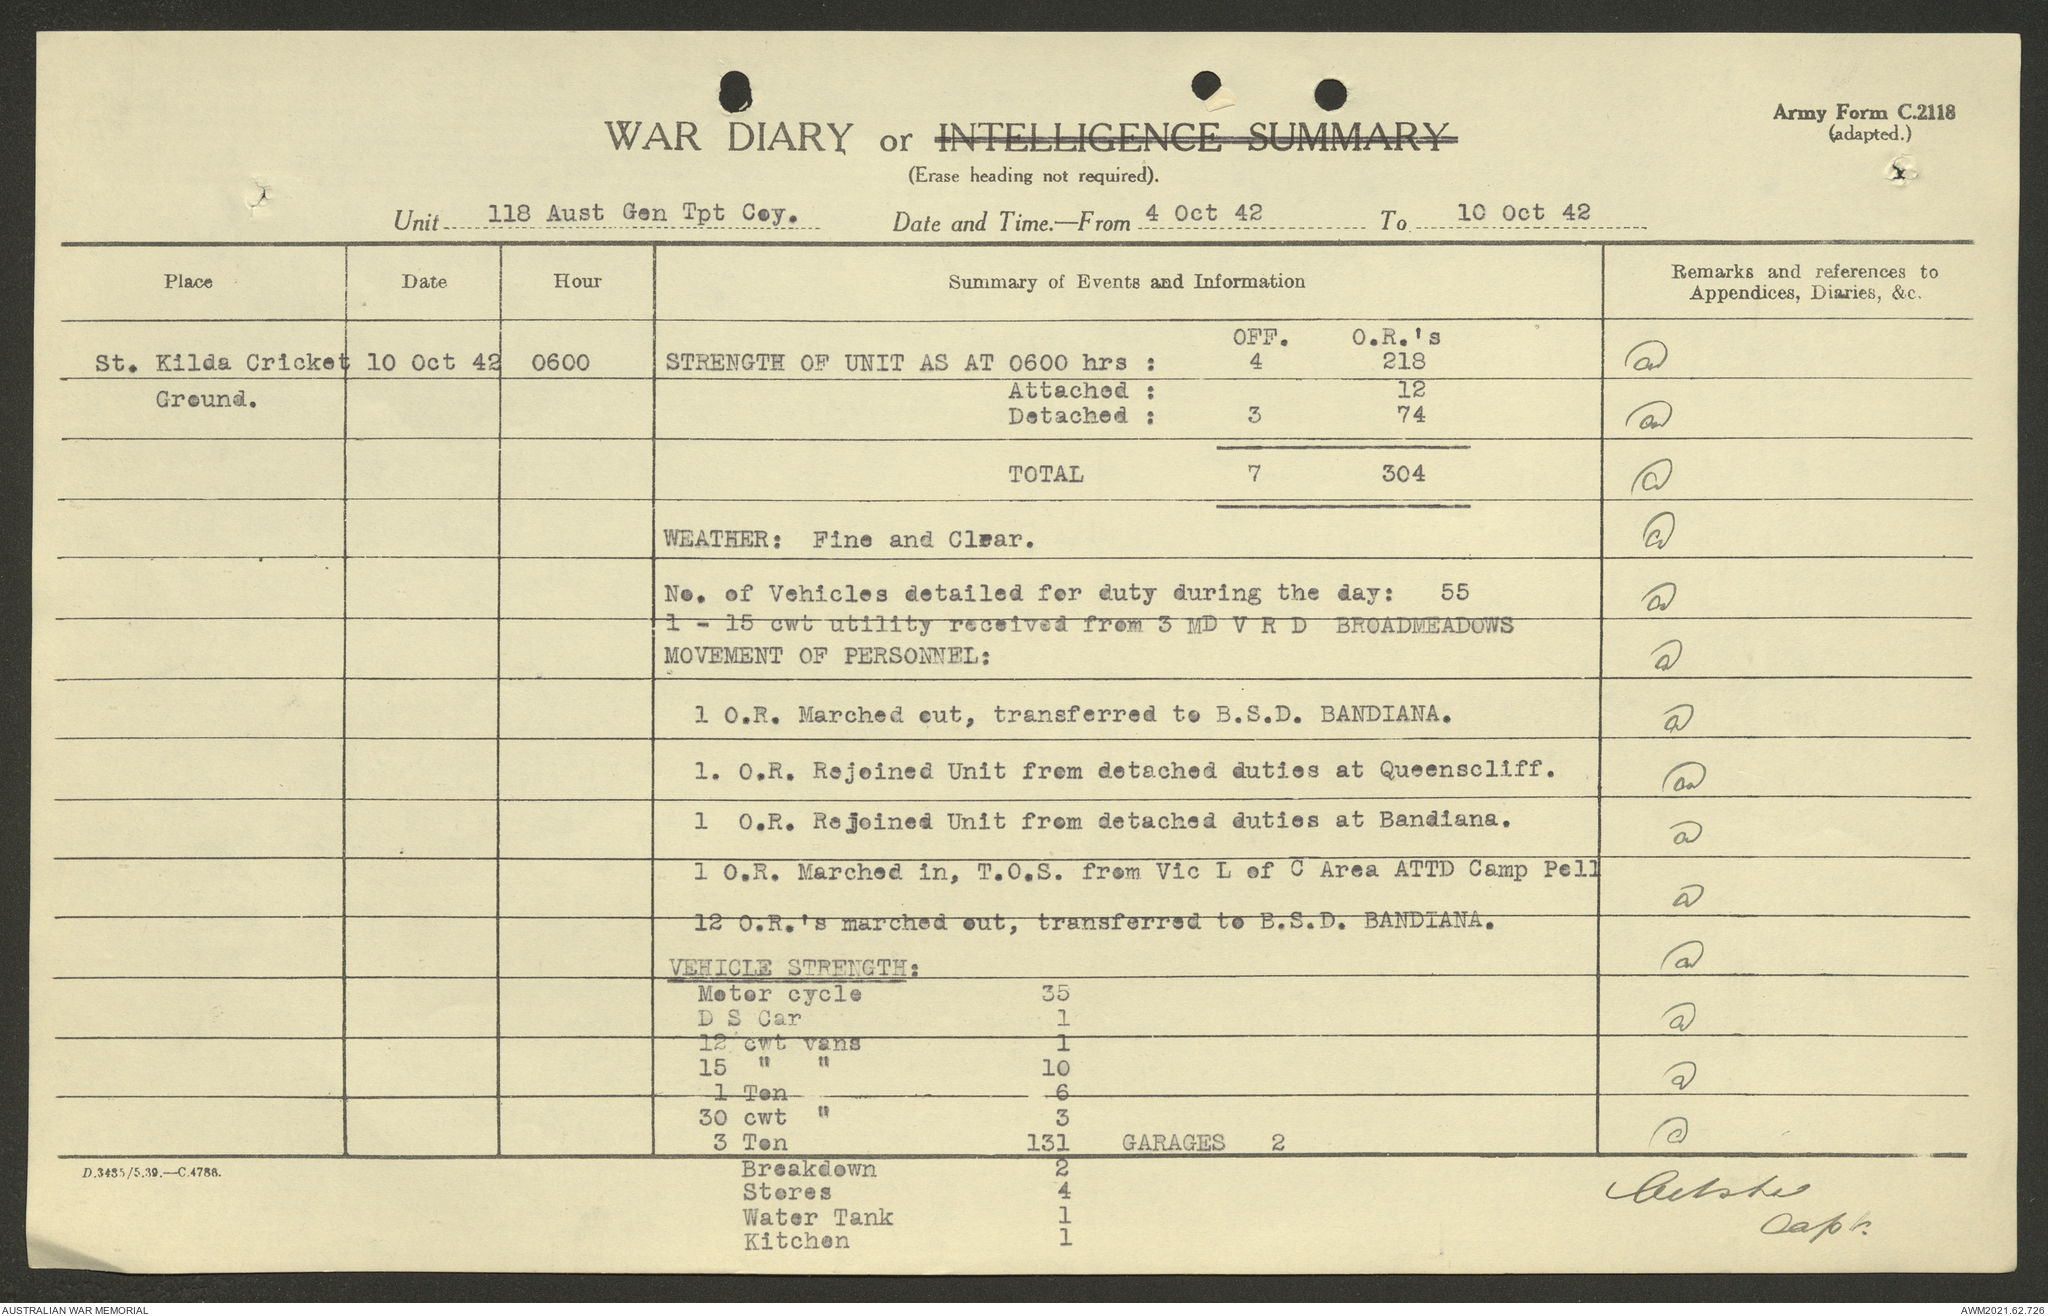 Army Form C.2118
(adapted.)
WAR DIARY or INTELLIGENCE SUMMARY
(Erase heading not required).
Unit 118 Aust Gen Tpt Coy. Date and Time.—From 4 Oct 42 To 10 Oct 42
Place Date Hour Summary of Events and Information Remarks and references to
Appendices, Diaries, &c.
OFF. O.R.'s
St. Kilda Cricket 10 Oct 42 0600 STRENGTH OF UNIT AS AT 0600 hrs : 4 218
Ground. Attached : 12
Detached : 3 74
TOTAL 7 304
WEATHER: Fine and Clear.
No. of Vehicles detailed for duty during the day: 55
1 - 15 cwt utility received from 3 MD V R D BROADMEADOWS
MOVEMENT OF PERSONNEL:
1 O.R. Marched out, transferred to B.S.D. BANDIANA.
1. O.R. Rejoined Unit from detached duties at Queenscliff.
1 O.R. Rejoined Unit from detached duties at Bandiana.
1 O.R. Marched in, T.O.S. from Vic L of C Area ATTD Camp Pell
12 O.R.'s marched out, transferred to B.S.D. BANDIANA.
VEHICLE STRENGTH:
Motor cycle 35
D S Car 1
12 cwt vans 1
15 " " 10
1 Ton 6
30 cwt " 3
3 Ton 131 GARAGES 2
Breakdown 2
Stores 4
Water Tank 1
Kitchen 1
D.3485/5.39.—C.4786.
Capt.
AUSTRALIAN WAR MEMORIAL
AWM2021.62.726